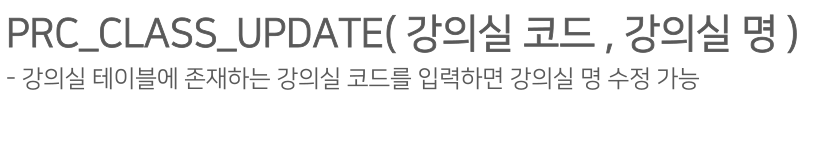 PRC_CLASS_UPDATE( 강의실 코드 , 강의실 명 )
- 강의실 테이블에 존재하는 강의실 코드를 입력하면 강의실 명 수정 가능